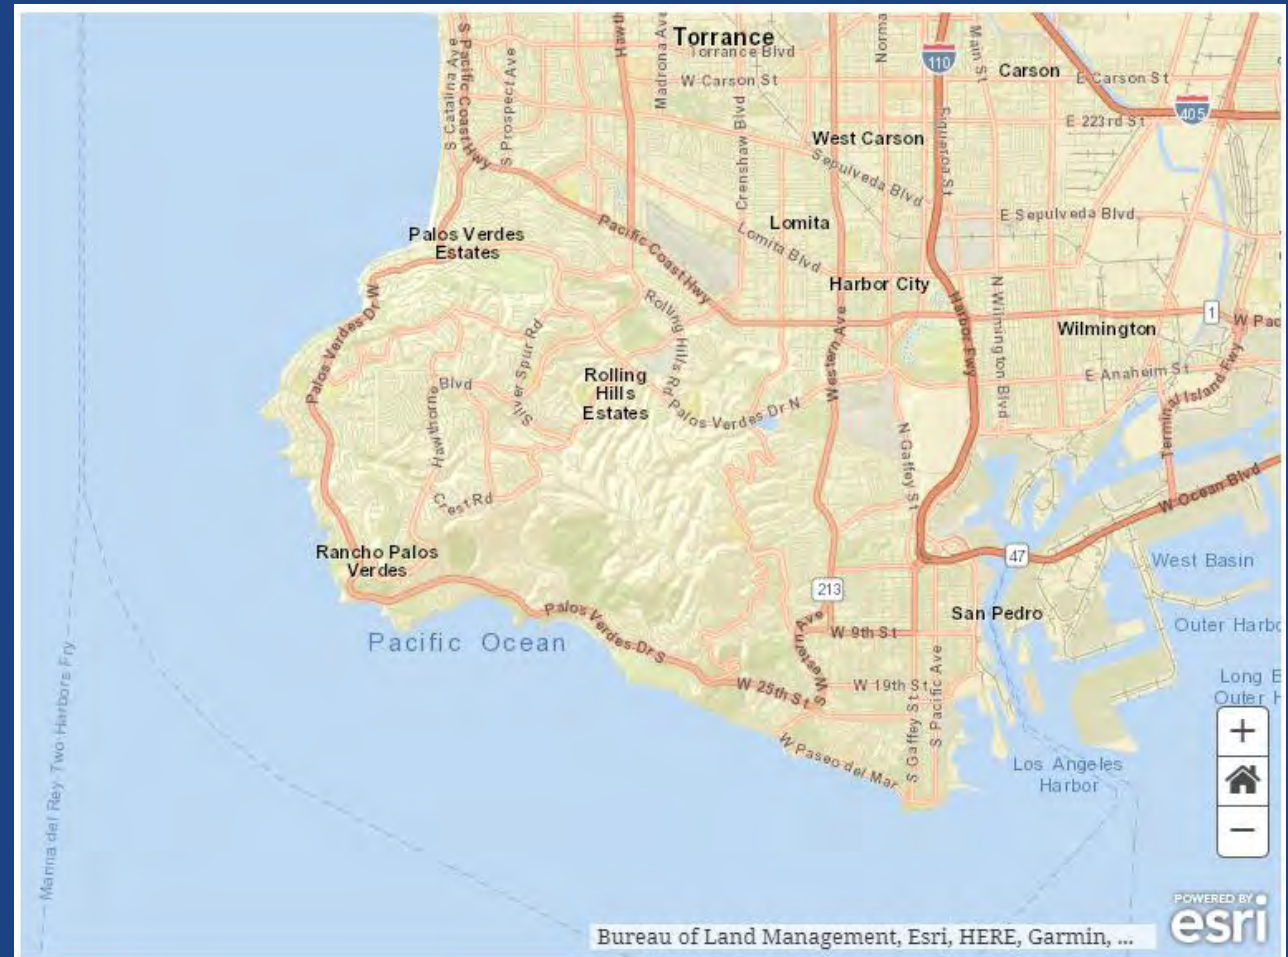 Torrance
Torrance Blvd
W Carson St
Carson
E Carson St
110
405
E 223rd St
Main St
Norma
Hawth
Madrona Ave
S Pacific Coast Hwy
S Catalina Ave
S Prospect Ave
Crenshaw Blvd
West Carson
Sepulveda Blvd
Figueroa St
E Sepulveda Blvd
Lomita
Lomita Blvd
Palos Verdes
Estates
Pacific Coast Hwy
Harbor City
Harbor Fwy
N Wilmington Blvd
Wilmington
1
W Pac
E Anaheim St
Terminal Island Fwy
Palos Verdes Dr W
Rolling Hills Rd
Silver Spur Rd
Rolling
Hills
Estates
Hawthorne
Blvd
Palos Verdes Dr N
Western Ave
N Gaffey St
Crest Rd
W Ocean Blvd
Rancho Palos
Verdes
47
West Basin
213
San Pedro
Palos Verdes Dr S
Pacific Ocean
W 9th St
S Western Ave
Outer Harbo
W 25th St
W 19th St
S Gaffey St
S Pacific Ave
Long B
Outer H
W Paseo del Mar
Los Angeles
Harbor
Marina del Rey-Two Harbors Fry
+
−
POWERED BY
esri
Bureau of Land Management, Esri, HERE, Garmin, ...